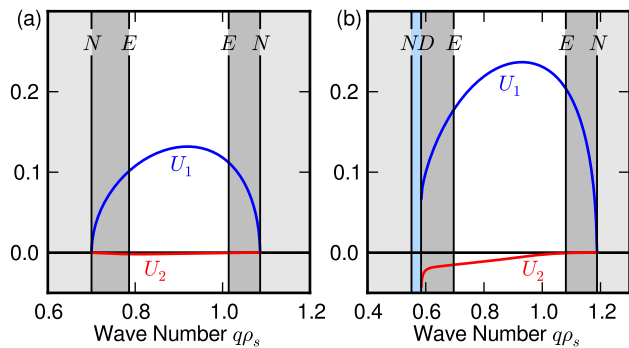 (a)
N E E N
U₁
U₂
0.0
0.1
0.2
0.6 0.8 1.0 1.2
Wave Number qρₛ
(b)
N D E E N
U₁
U₂
0.4 0.6 0.8 1.0 1.2
Wave Number qρₛ